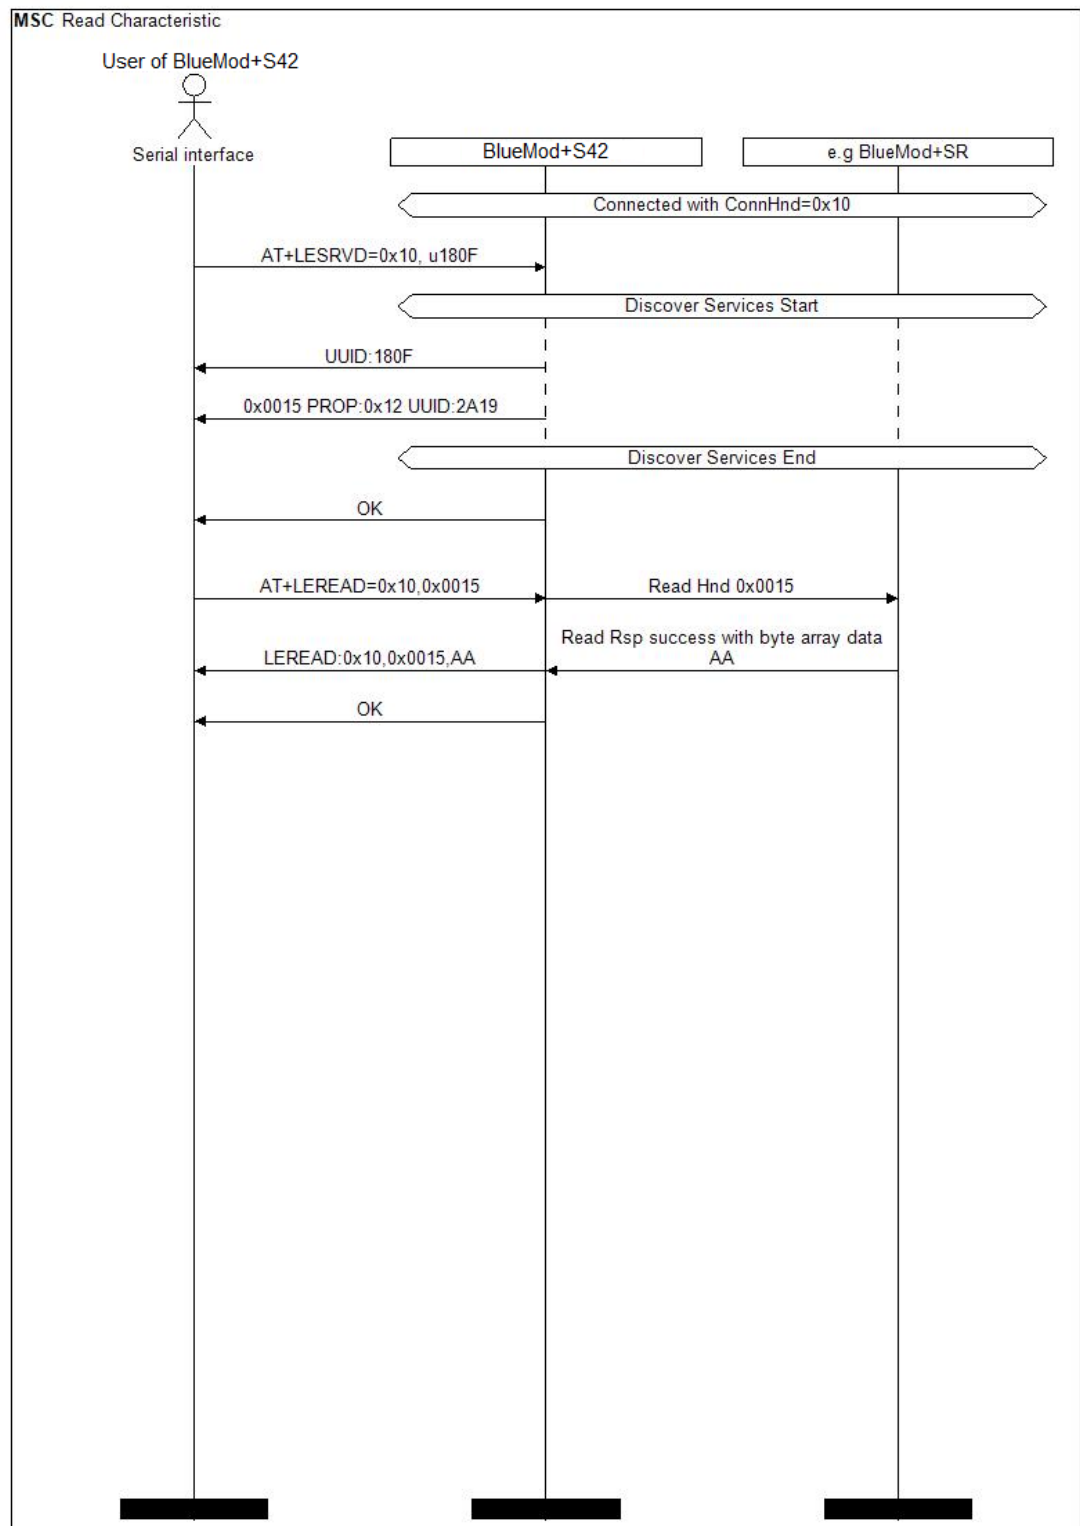 MSC Read Characteristic
User of BlueMod+S42
Serial interface
BlueMod+S42
e.g BlueMod+SR
Connected with ConnHnd=0x10
AT+LESRVD=0x10, u180F
Discover Services Start
UUID:180F
0x0015 PROP:0x12 UUID:2A19
Discover Services End
OK
AT+LEREAD=0x10,0x0015
Read Hnd 0x0015
Read Rsp success with byte array data
LEREAD:0x10,0x0015,AA
AA
OK